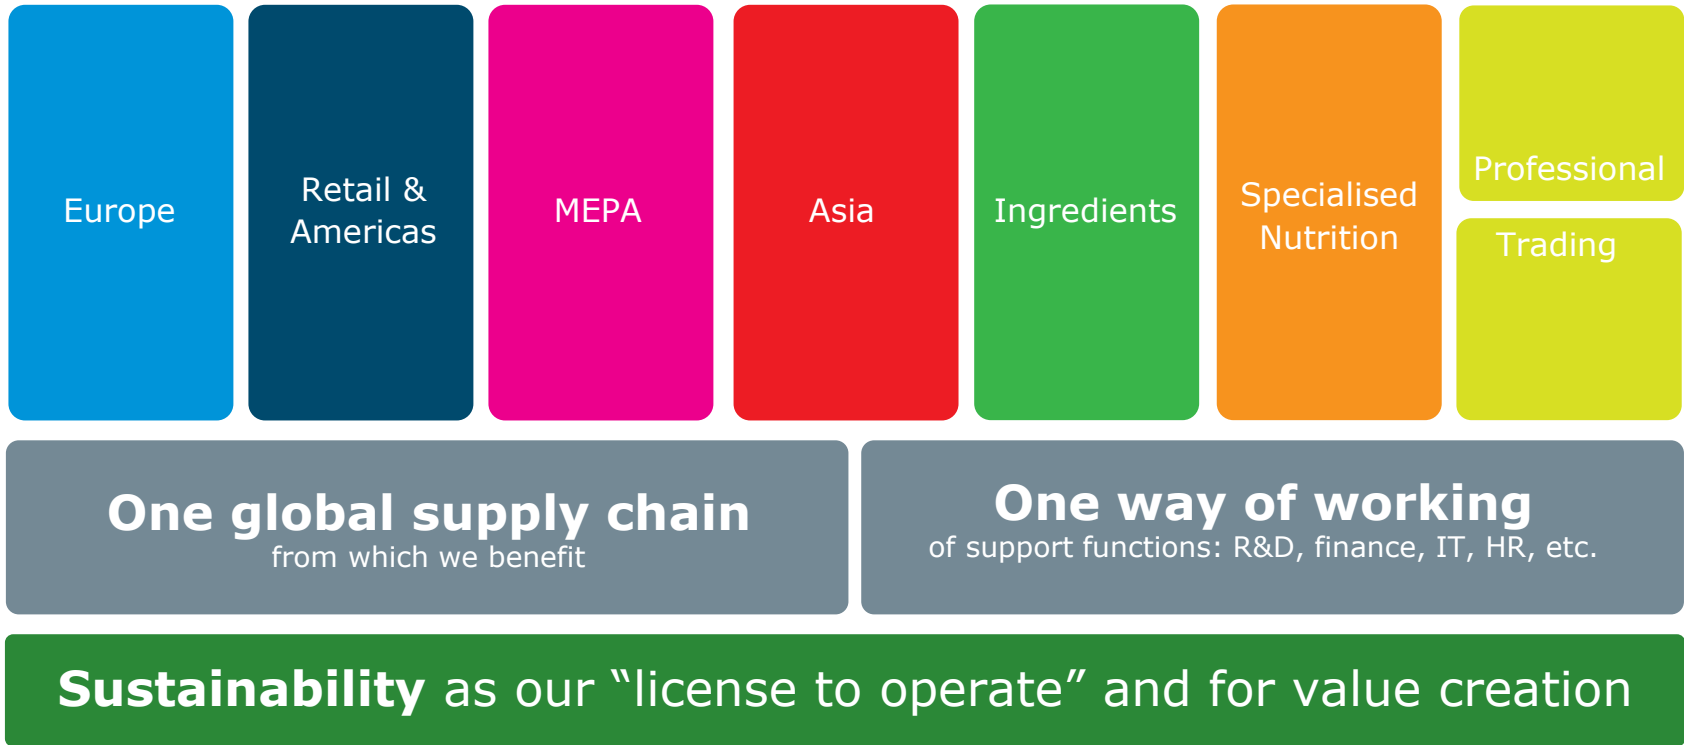 Europe
Retail &
Americas
MEPA
Asia
Ingredients
Specialised
Nutrition
Professional
Trading
One global supply chain
from which we benefit
One way of working
of support functions: R&D, finance, IT, HR, etc.
Sustainability as our “license to operate” and for value creation